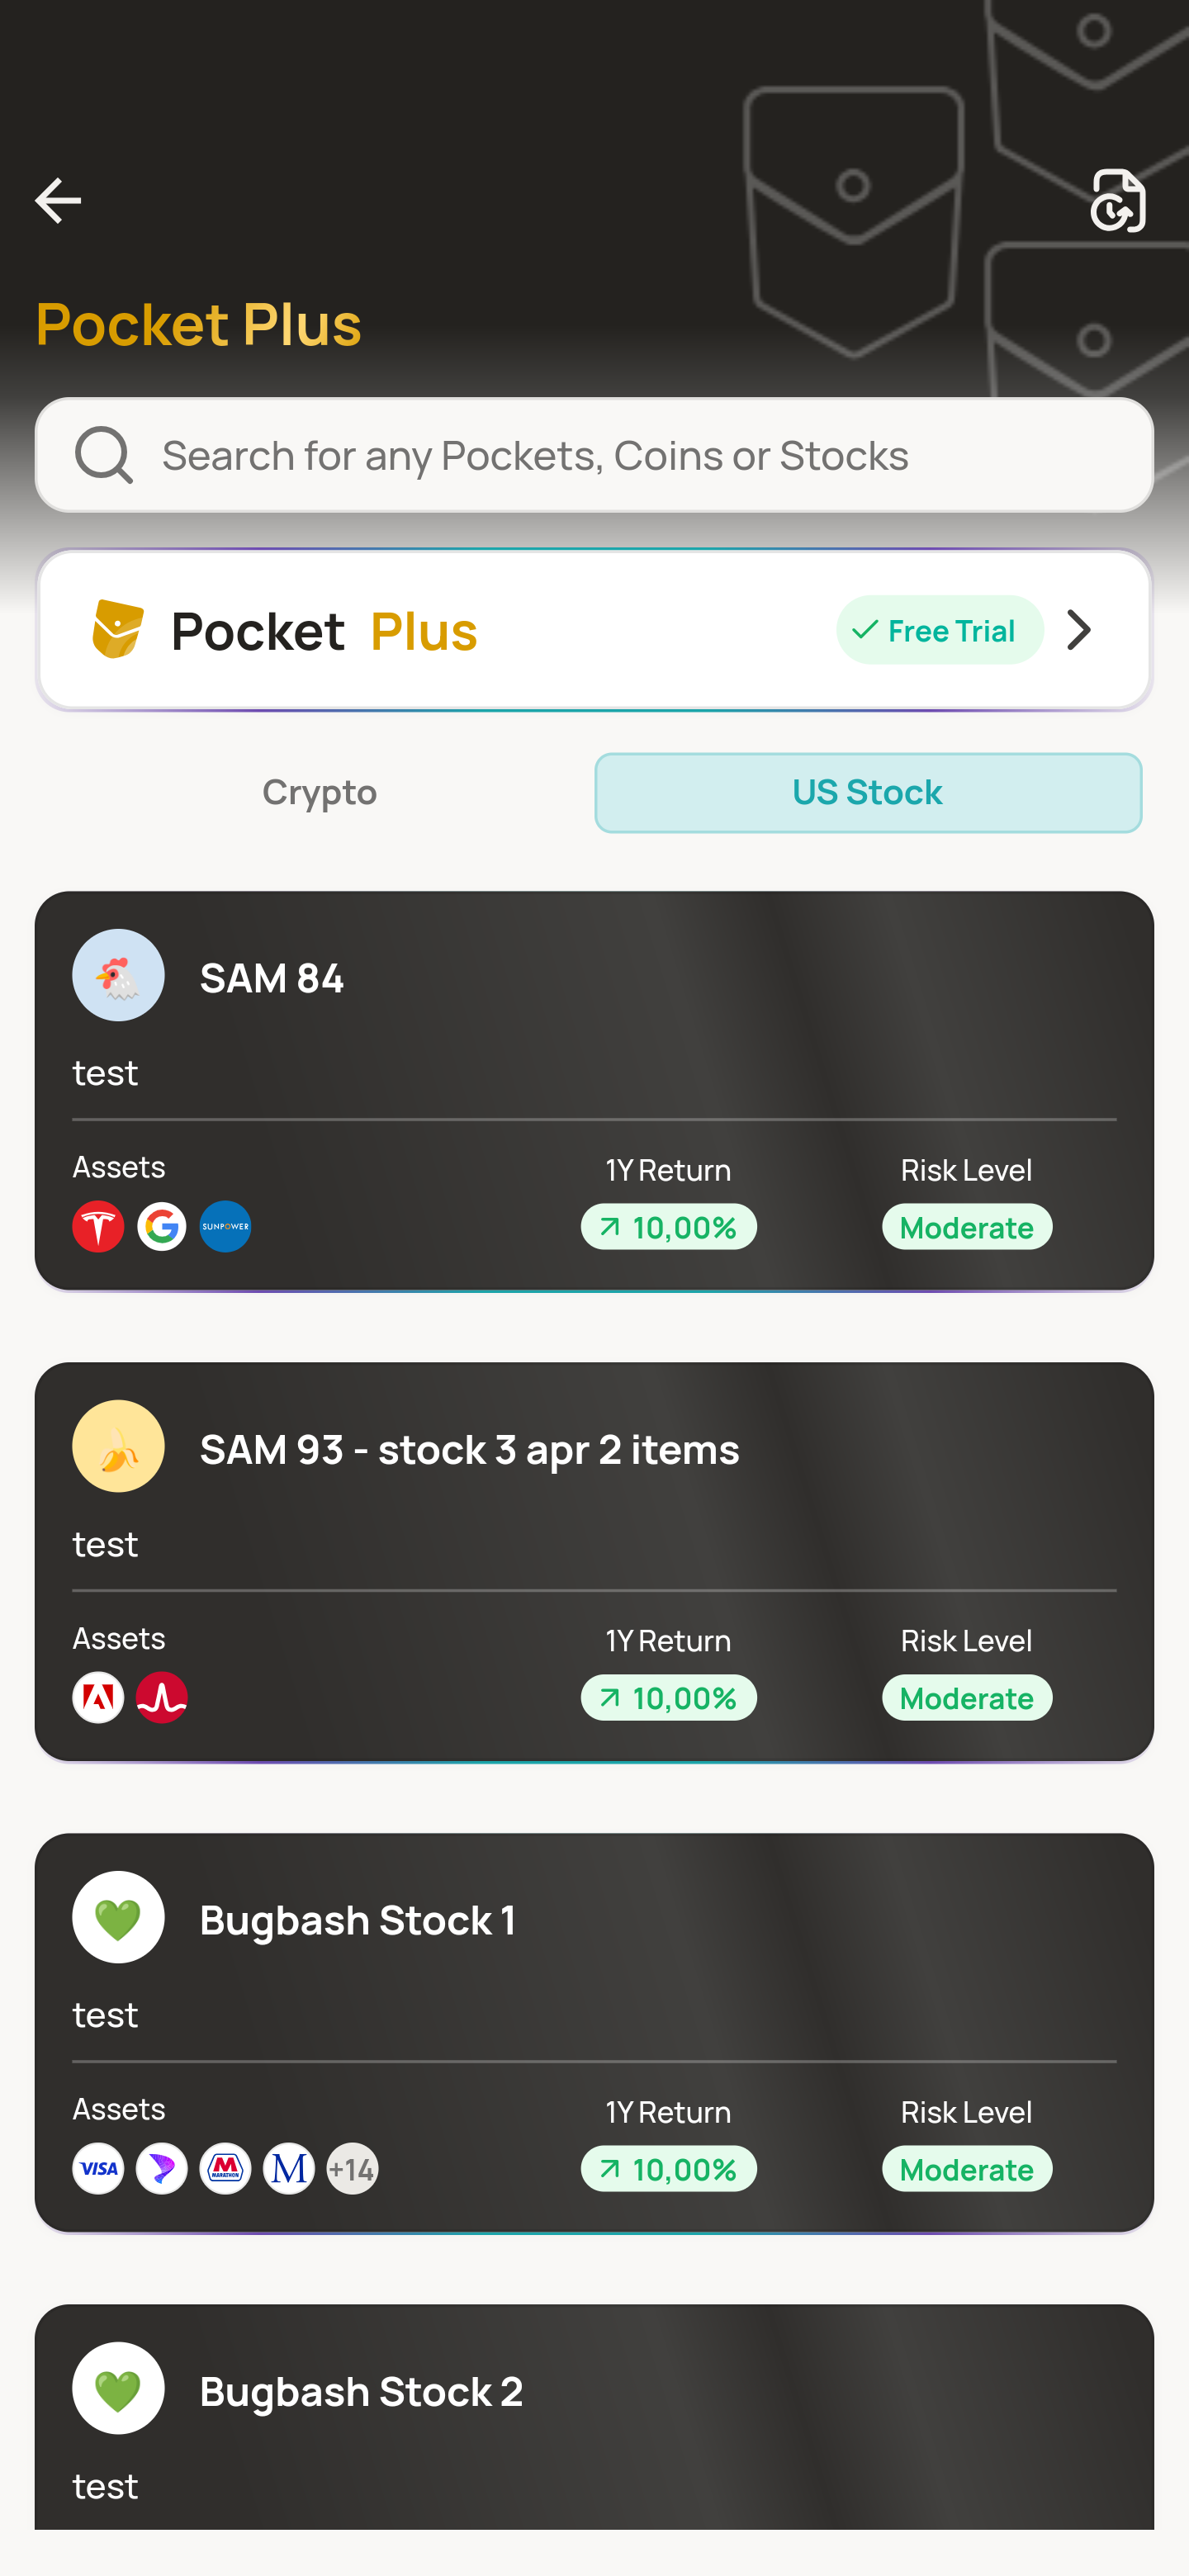 Pocket Plus
Search for any Pockets, Coins or Stocks
Pocket Plus
Free Trial
Crypto
US Stock
SAM 84
test
Assets
1Y Return
Risk Level
SUNPOWER
10,00%
Moderate
SAM 93 - stock 3 apr 2 items
test
Assets
1Y Return
Risk Level
10,00%
Moderate
Bugbash Stock 1
test
Assets
1Y Return
Risk Level
VISA
MARATHON
M
+14
10,00%
Moderate
Bugbash Stock 2
test